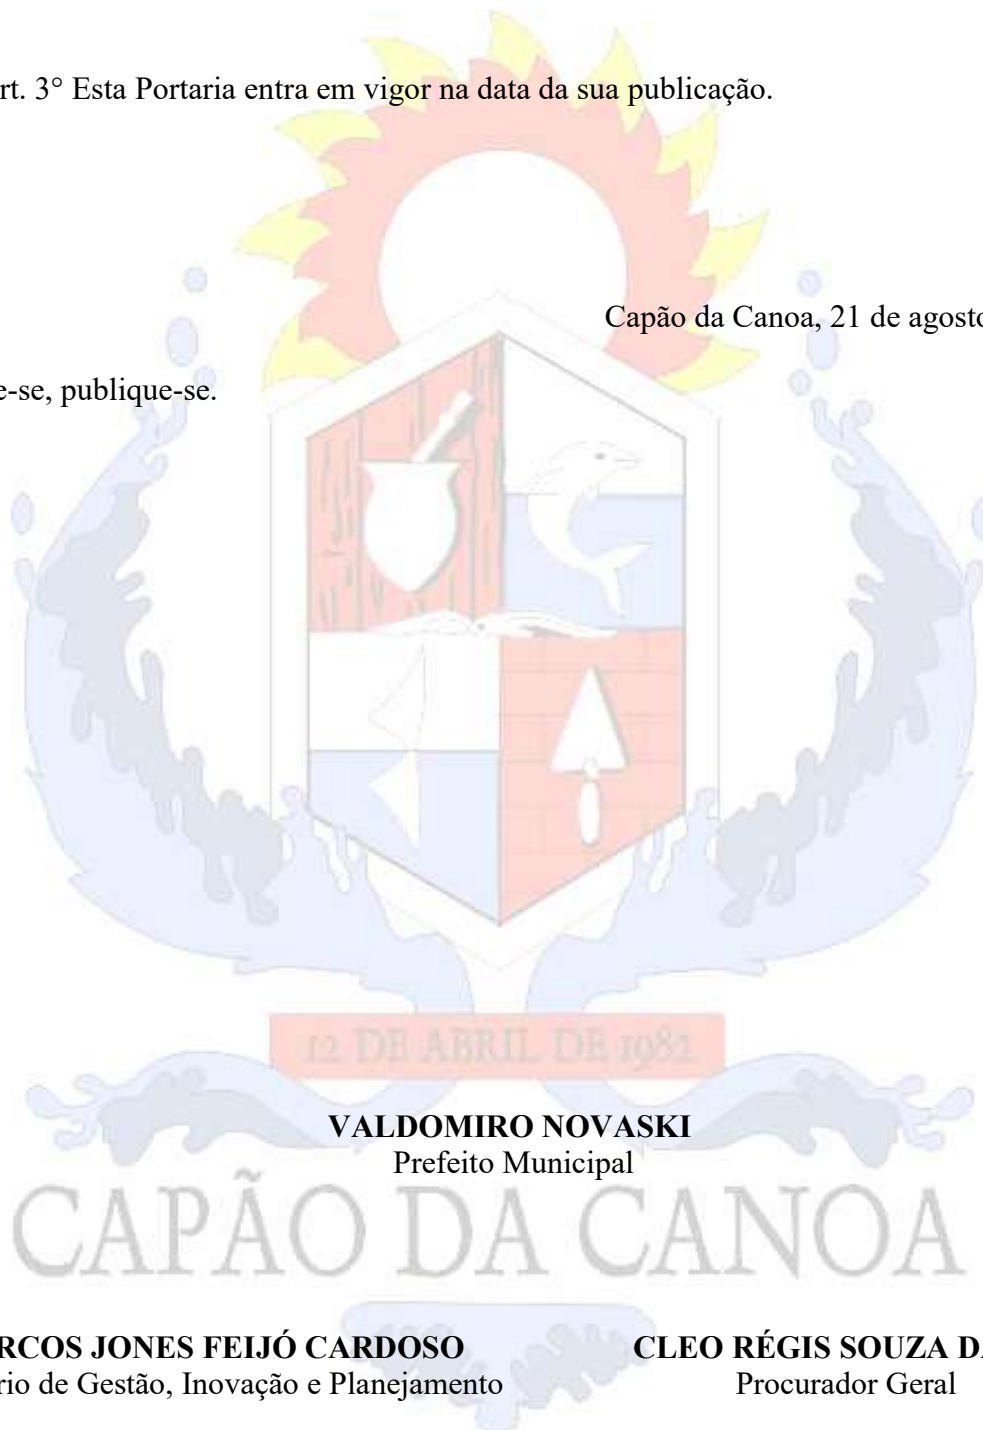 rt. 3° Esta Portaria entra em vigor na data da sua publicação.
Capão da Canoa, 21 de agosto
e-se, publique-se.
12 DE ABRIL DE 1982
VALDOMIRO NOVASKI
Prefeito Municipal
CAPÃO DA CANOA
RCOS JONES FEIJÓ CARDOSO
CLEO RÉGIS SOUZA DA
rio de Gestão, Inovação e Planejamento
Procurador Geral